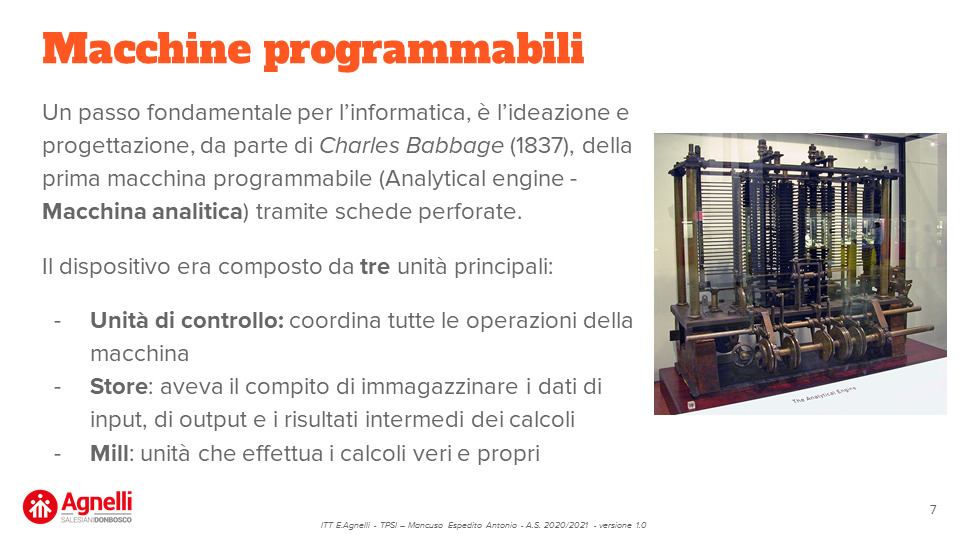 Macchine programmabili
Un passo fondamentale per l’informatica, è l’ideazione e
progettazione, da parte di Charles Babbage (1837), della
prima macchina programmabile (Analytical engine -
Macchina analitica) tramite schede perforate.
Il dispositivo era composto da tre unità principali:
- Unità di controllo: coordina tutte le operazioni della
macchina
- Store: aveva il compito di immagazzinare i dati di
input, di output e i risultati intermedi dei calcoli
- Mill: unità che effettua i calcoli veri e propri
The Analytical Engine
Agnelli
SALESIANIDONBOSCO
ITT E.Agnelli - TPSI – Mancuso Espedito Antonio - A.S. 2020/2021 - versione 1.0
7